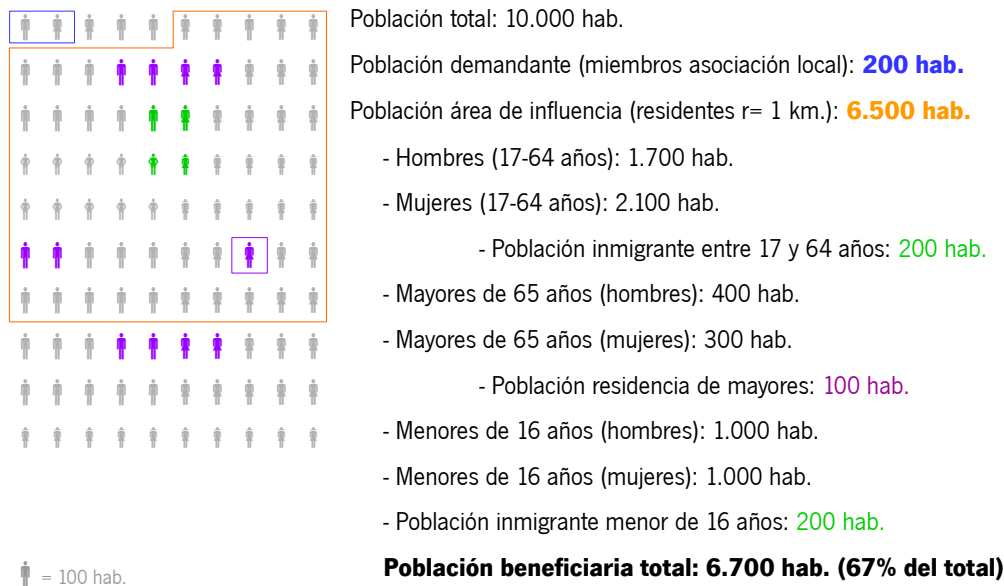 Población total: 10.000 hab.
Población demandante (miembros asociación local): 200 hab.
Población área de influencia (residentes r= 1 km.): 6.500 hab.
- Hombres (17-64 años): 1.700 hab.
- Mujeres (17-64 años): 2.100 hab.
- Población inmigrante entre 17 y 64 años: 200 hab.
- Mayores de 65 años (hombres): 400 hab.
- Mayores de 65 años (mujeres): 300 hab.
- Población residencia de mayores: 100 hab.
- Menores de 16 años (hombres): 1.000 hab.
- Menores de 16 años (mujeres): 1.000 hab.
- Población inmigrante menor de 16 años: 200 hab.
= 100 hab.
Población beneficiaria total: 6.700 hab. (67% del total)